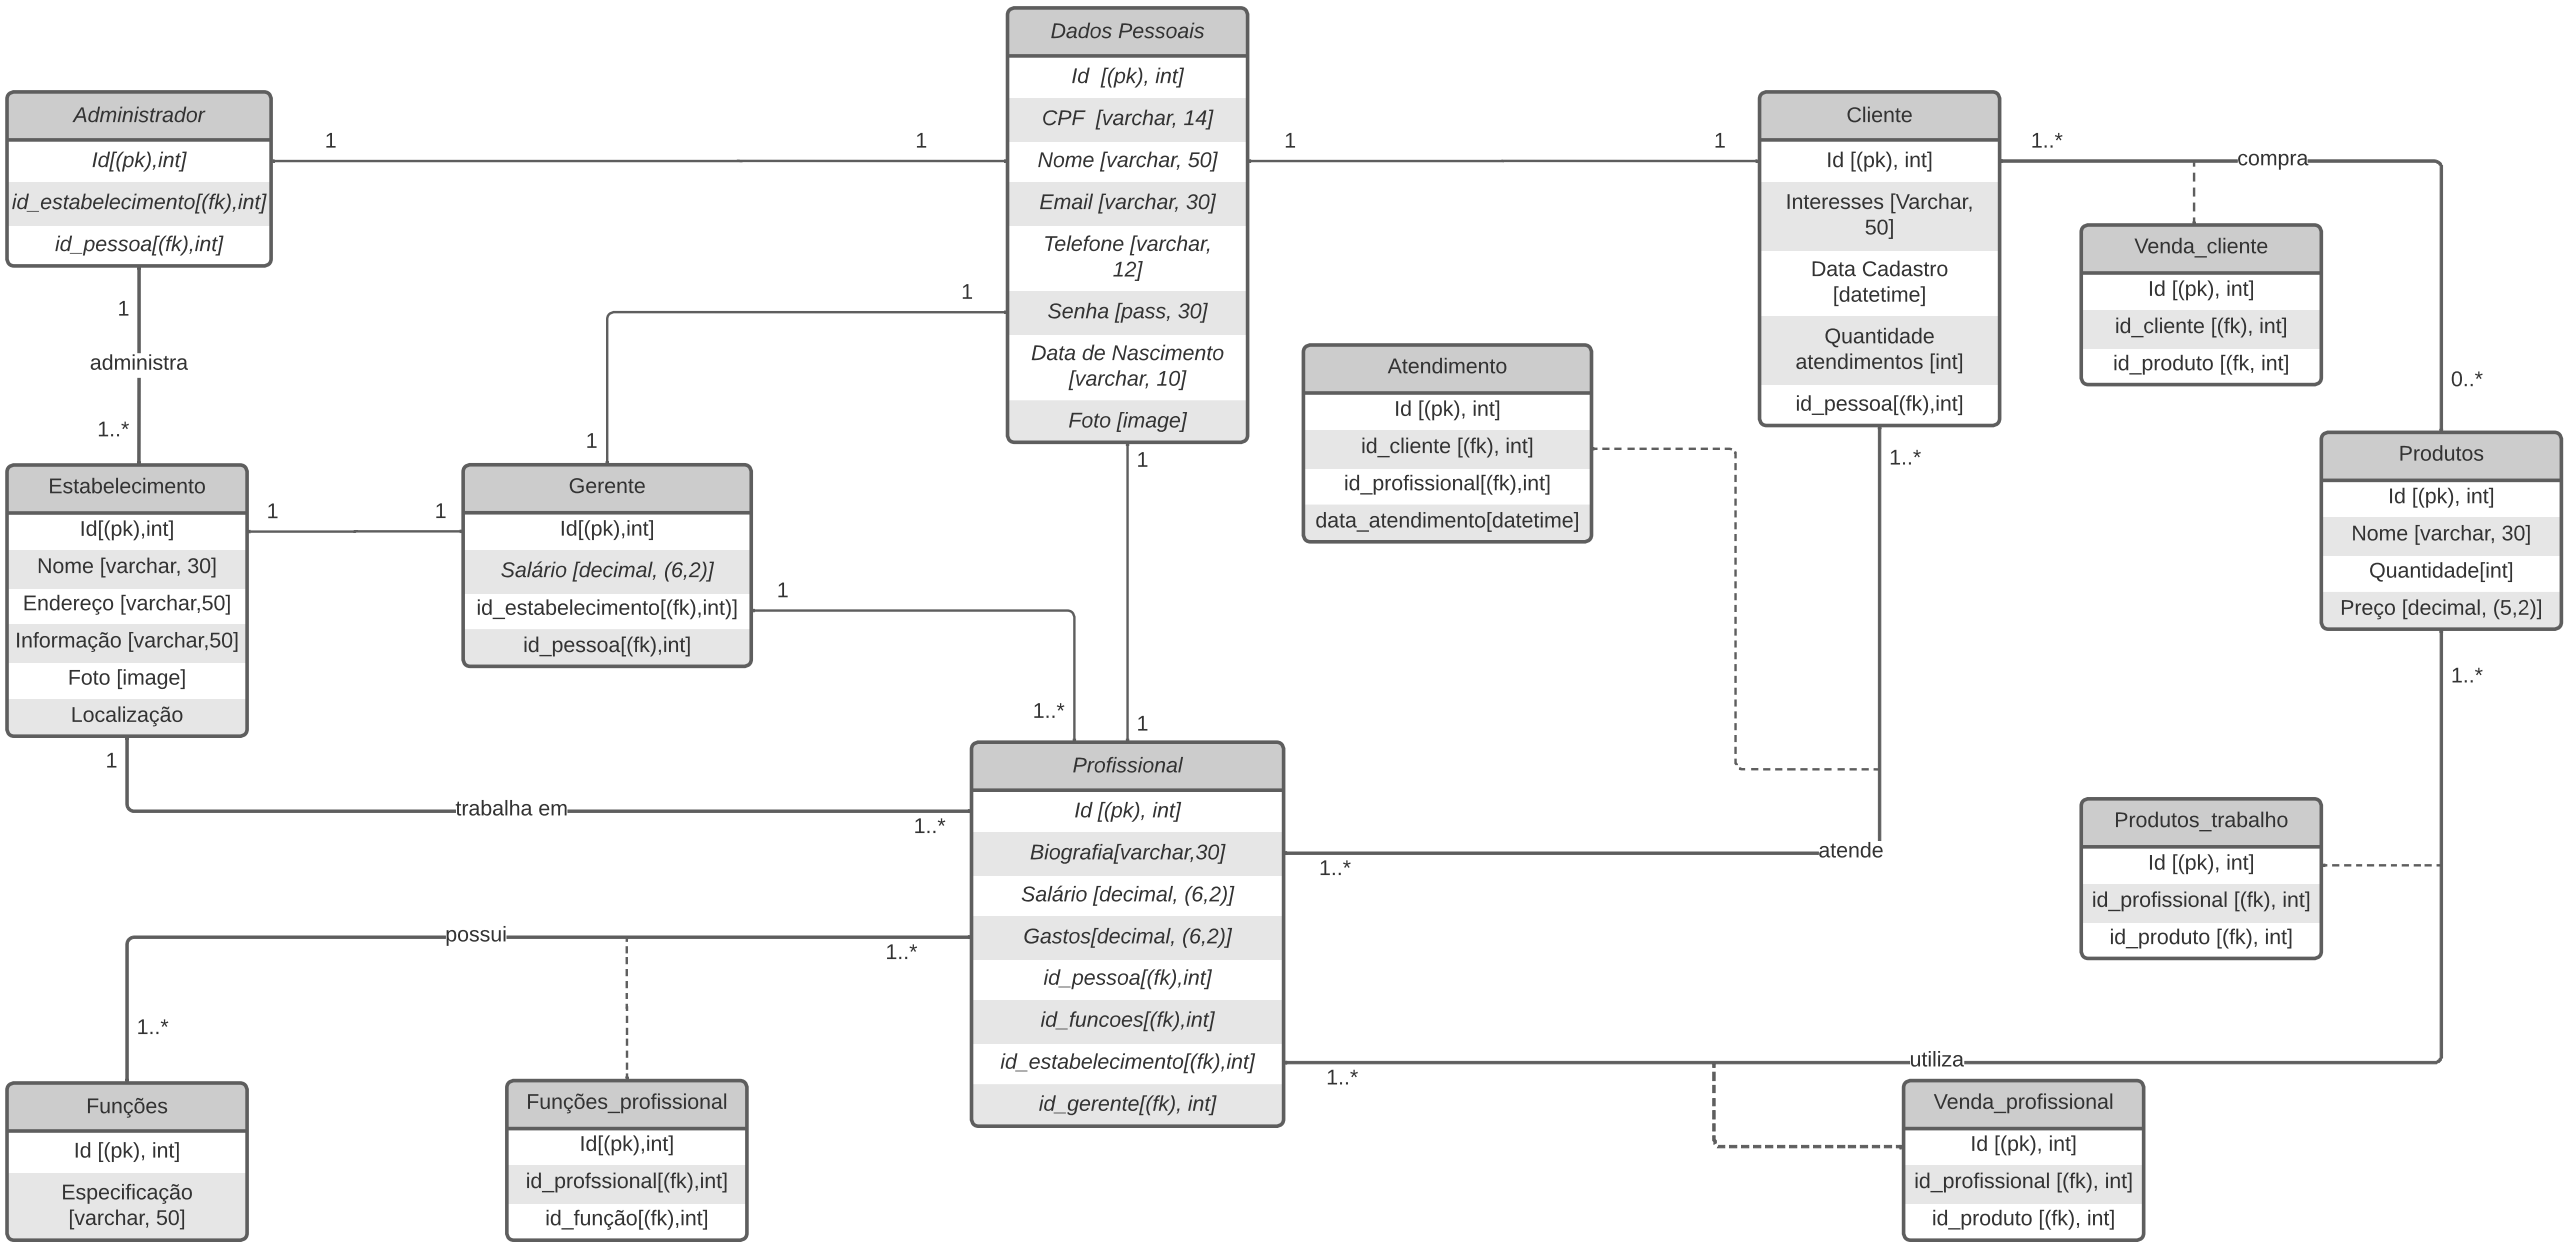 Dados Pessoais
Id  [(pk), int]
CPF  [varchar, 14]
Nome [varchar, 50]
Email [varchar, 30]
Telefone [varchar,
12]
Senha [pass, 30]
Data de Nascimento
[varchar, 10]
Foto [image]
Administrador
Id[(pk),int]
id_estabelecimento[(fk),int]
id_pessoa[(fk),int]
1
1
1
1
Cliente
Id [(pk), int]
Interesses [Varchar,
50]
Data Cadastro
[datetime]
Quantidade
atendimentos [int]
id_pessoa[(fk),int]
1..*
compra
0..*
Venda_cliente
Id [(pk), int]
id_cliente [(fk), int]
id_produto [(fk, int]
1
administra
1..*
1
1
Atendimento
Id [(pk), int]
id_cliente [(fk), int]
id_profissional[(fk),int]
data_atendimento[datetime]
1..*
Produtos
Id [(pk), int]
Nome [varchar, 30]
Quantidade[int]
Preço [decimal, (5,2)]
1..*
Estabelecimento
Id[(pk),int]
Nome [varchar, 30]
Endereço [varchar,50]
Informação [varchar,50]
Foto [image]
Localização
1
1
Gerente
Id[(pk),int]
Salário [decimal, (6,2)]
id_estabelecimento[(fk),int)]
id_pessoa[(fk),int]
1
1..*
1
1
1
trabalha em
1..*
Profissional
Id [(pk), int]
Biografia[varchar,30]
Salário [decimal, (6,2)]
Gastos[decimal, (6,2)]
id_pessoa[(fk),int]
id_funcoes[(fk),int]
id_estabelecimento[(fk),int]
id_gerente[(fk), int]
1..*
atende
Produtos_trabalho
Id [(pk), int]
id_profissional [(fk), int]
id_produto [(fk), int]
possui
1..*
1..*
Funções
Id [(pk), int]
Especificação
[varchar, 50]
Funções_profissional
Id[(pk),int]
id_profssional[(fk),int]
id_função[(fk),int]
1..*
utiliza
Venda_profissional
Id [(pk), int]
id_profissional [(fk), int]
id_produto [(fk), int]